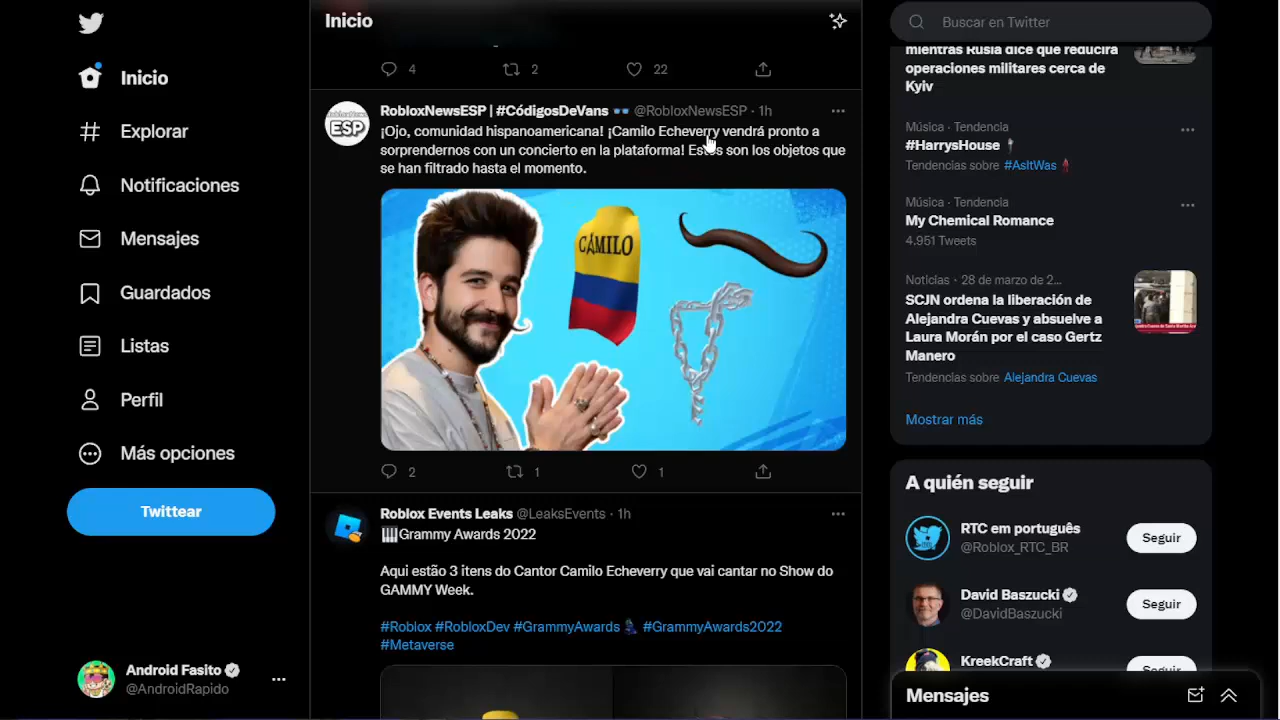 Inicio
Explorar
Notificaciones
Mensajes
Guardados
Listas
Perfil
Más opciones
Twittear
Android Fasito
@AndroidRapido
Inicio
4 2 22
RobloxNewsESP | #CódigosDeVans @RobloxNewsESP · 1h
¡Ojo, comunidad hispanoamericana! ¡Camilo Echeverry vendrá pronto a
sorprendernos con un concierto en la plataforma! Estos son los objetos que
se han filtrado hasta el momento.
ESP
CAMILO
2 1 1
Roblox Events Leaks @LeaksEvents · 1h
Grammy Awards 2022
Aqui estão 3 itens do Cantor Camilo Echeverry que vai cantar no Show do
GAMMY Week.
#Roblox #RobloxDev #GrammyAwards #GrammyAwards2022
#Metaverse
Buscar en Twitter
mientras Rusia dice que reducirá
operaciones militares cerca de
Kyiv
Música · Tendencia
#HarrysHouse
Tendencias sobre #AsItWas
Música · Tendencia
My Chemical Romance
4.951 Tweets
Noticias · 28 de marzo de 2...
SCJN ordena la liberación de
Alejandra Cuevas y absuelve a
Laura Morán por el caso Gertz
Manero
Tendencias sobre Alejandra Cuevas
Mostrar más
A quién seguir
RTC em português
@Roblox_RTC_BR
Seguir
David Baszucki
@DavidBaszucki
Seguir
KreekCraft
Seguir
Mensajes